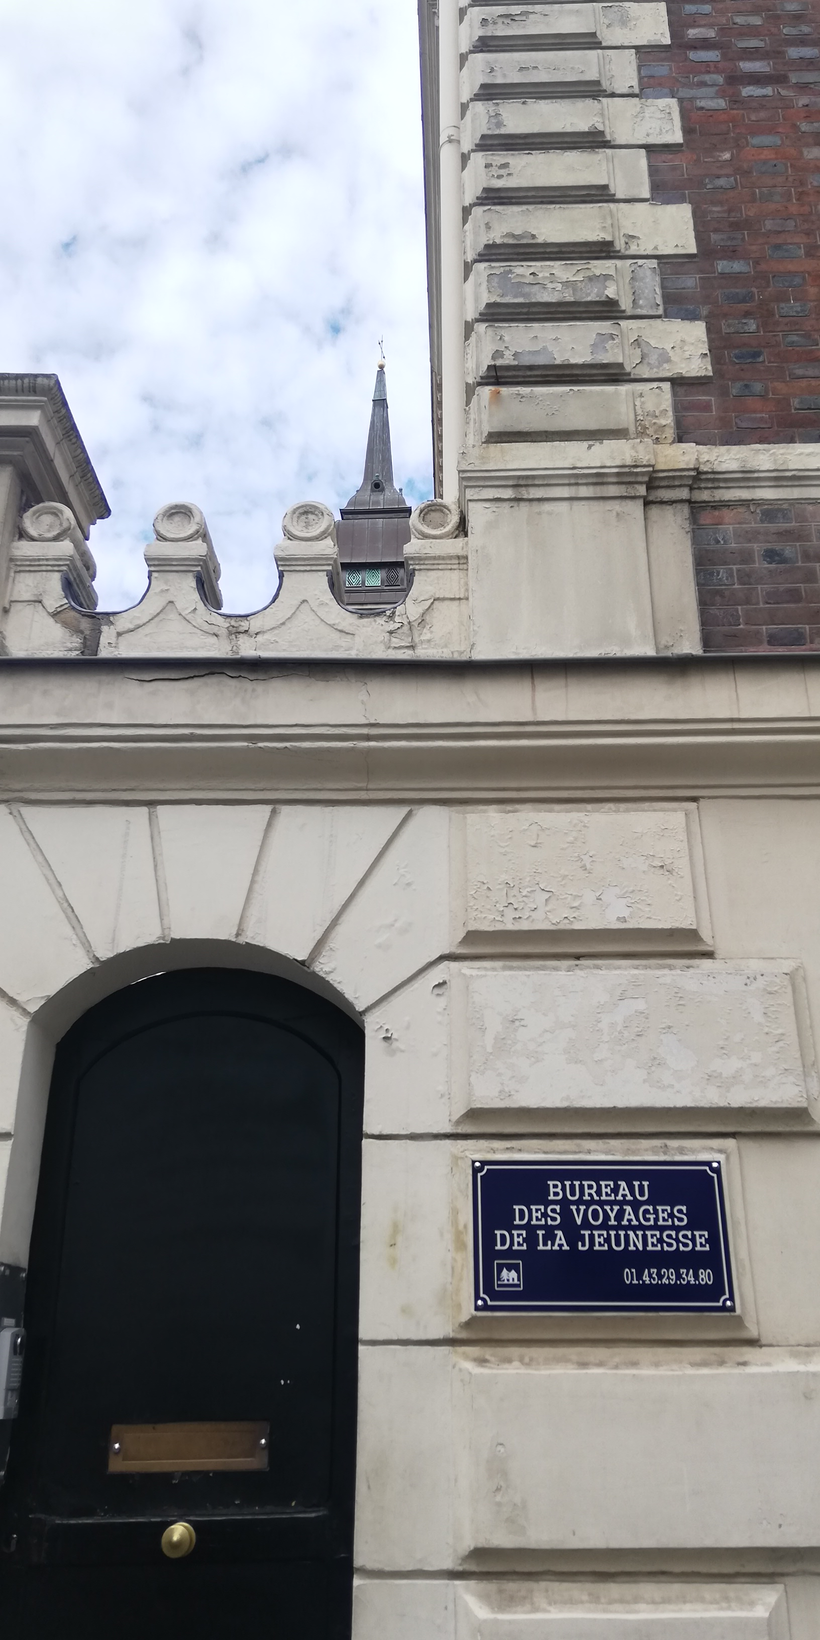 BUREAU
DES VOYAGES
DE LA JEUNESSE
01.43.29.34.80